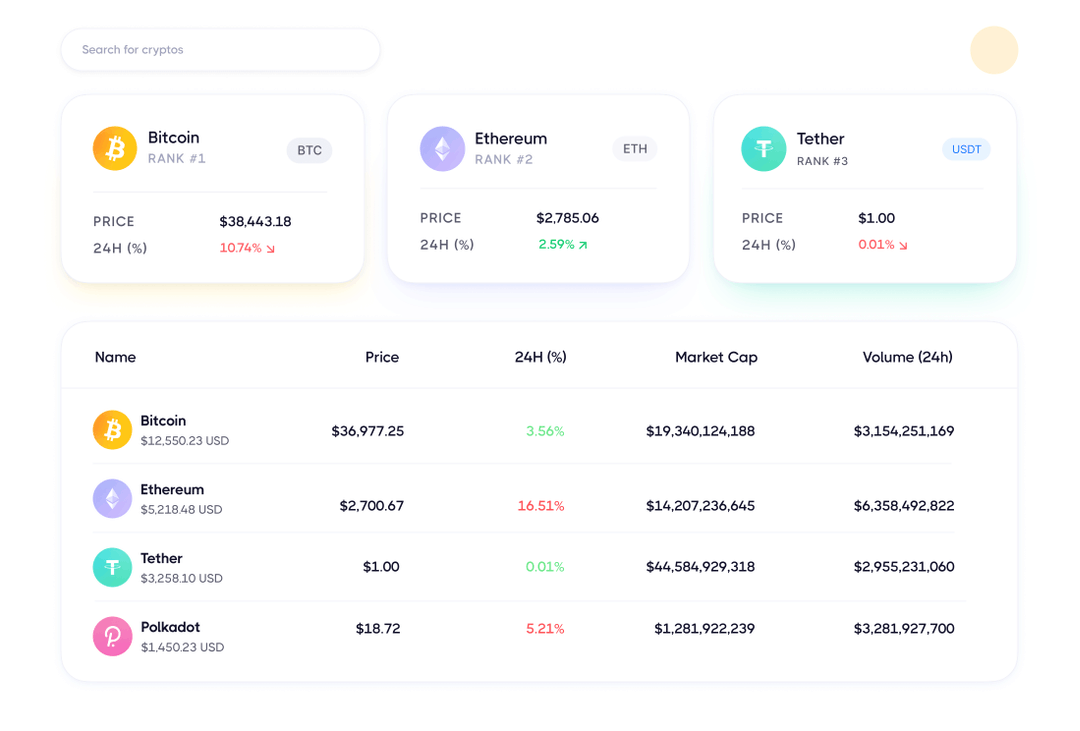 Search for cryptos
Bitcoin
RANK #1
BTC
PRICE $38,443.18
24H (%) 10.74% ↘
Ethereum
RANK #2
ETH
PRICE $2,785.06
24H (%) 2.59% ↗
Tether
RANK #3
USDT
PRICE $1.00
24H (%) 0.01% ↘
Name Price 24H (%) Market Cap Volume (24h)
Bitcoin
$12,550.23 USD
$36,977.25 3.56% $19,340,124,188 $3,154,251,169
Ethereum
$5,218.48 USD
$2,700.67 16.51% $14,207,236,645 $6,358,492,822
Tether
$3,258.10 USD
$1.00 0.01% $44,584,929,318 $2,955,231,060
Polkadot
$1,450.23 USD
$18.72 5.21% $1,281,922,239 $3,281,927,700